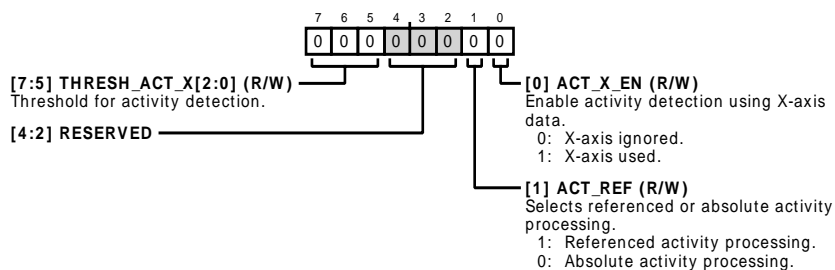 7 6 5 4 3 2 1 0
0 0 0 0 0 0 0 0
[7:5] THRESH_ACT_X[2:0] (R/W)
Threshold for activity detection.
[4:2] RESERVED
[0] ACT_X_EN (R/W)
Enable activity detection using X-axis
data.
0: X-axis ignored.
1: X-axis used.
[1] ACT_REF (R/W)
Selects referenced or absolute activity
processing.
1: Referenced activity processing.
0: Absolute activity processing.